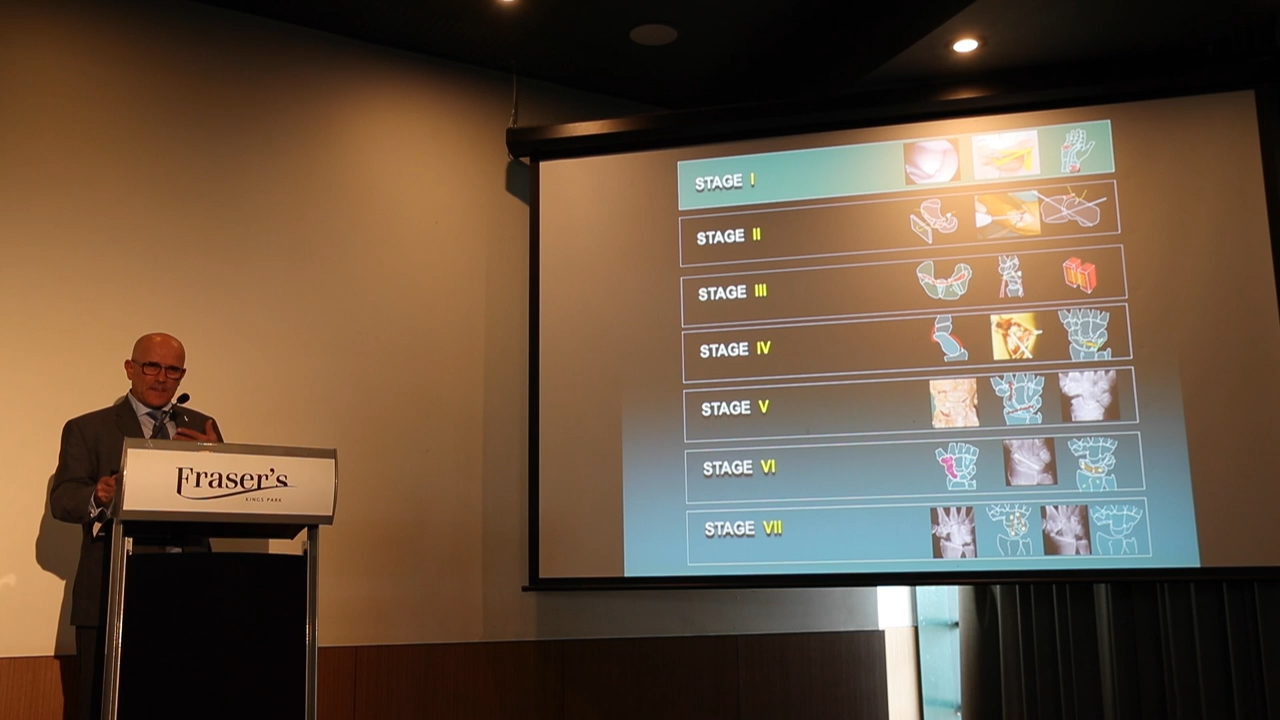 STAGE I
STAGE II
STAGE III
STAGE IV
STAGE V
STAGE VI
STAGE VII
Fraser's
KINGS PARK